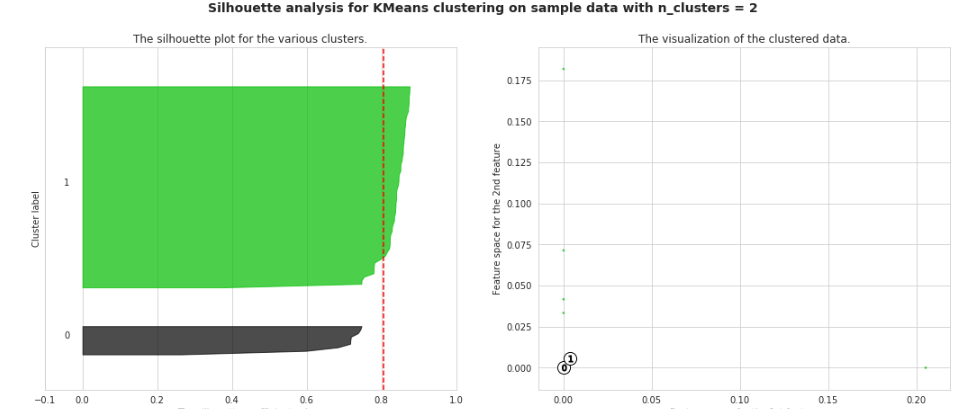 Silhouette analysis for KMeans clustering on sample data with n_clusters = 2
The silhouette plot for the various clusters.
Cluster label
1
0
−0.1 0.0 0.2 0.4 0.6 0.8 1.0
The visualization of the clustered data.
Feature space for the 2nd feature
0.175
0.150
0.125
0.100
0.075
0.050
0.025
0.000
1
0
0.00 0.05 0.10 0.15 0.20